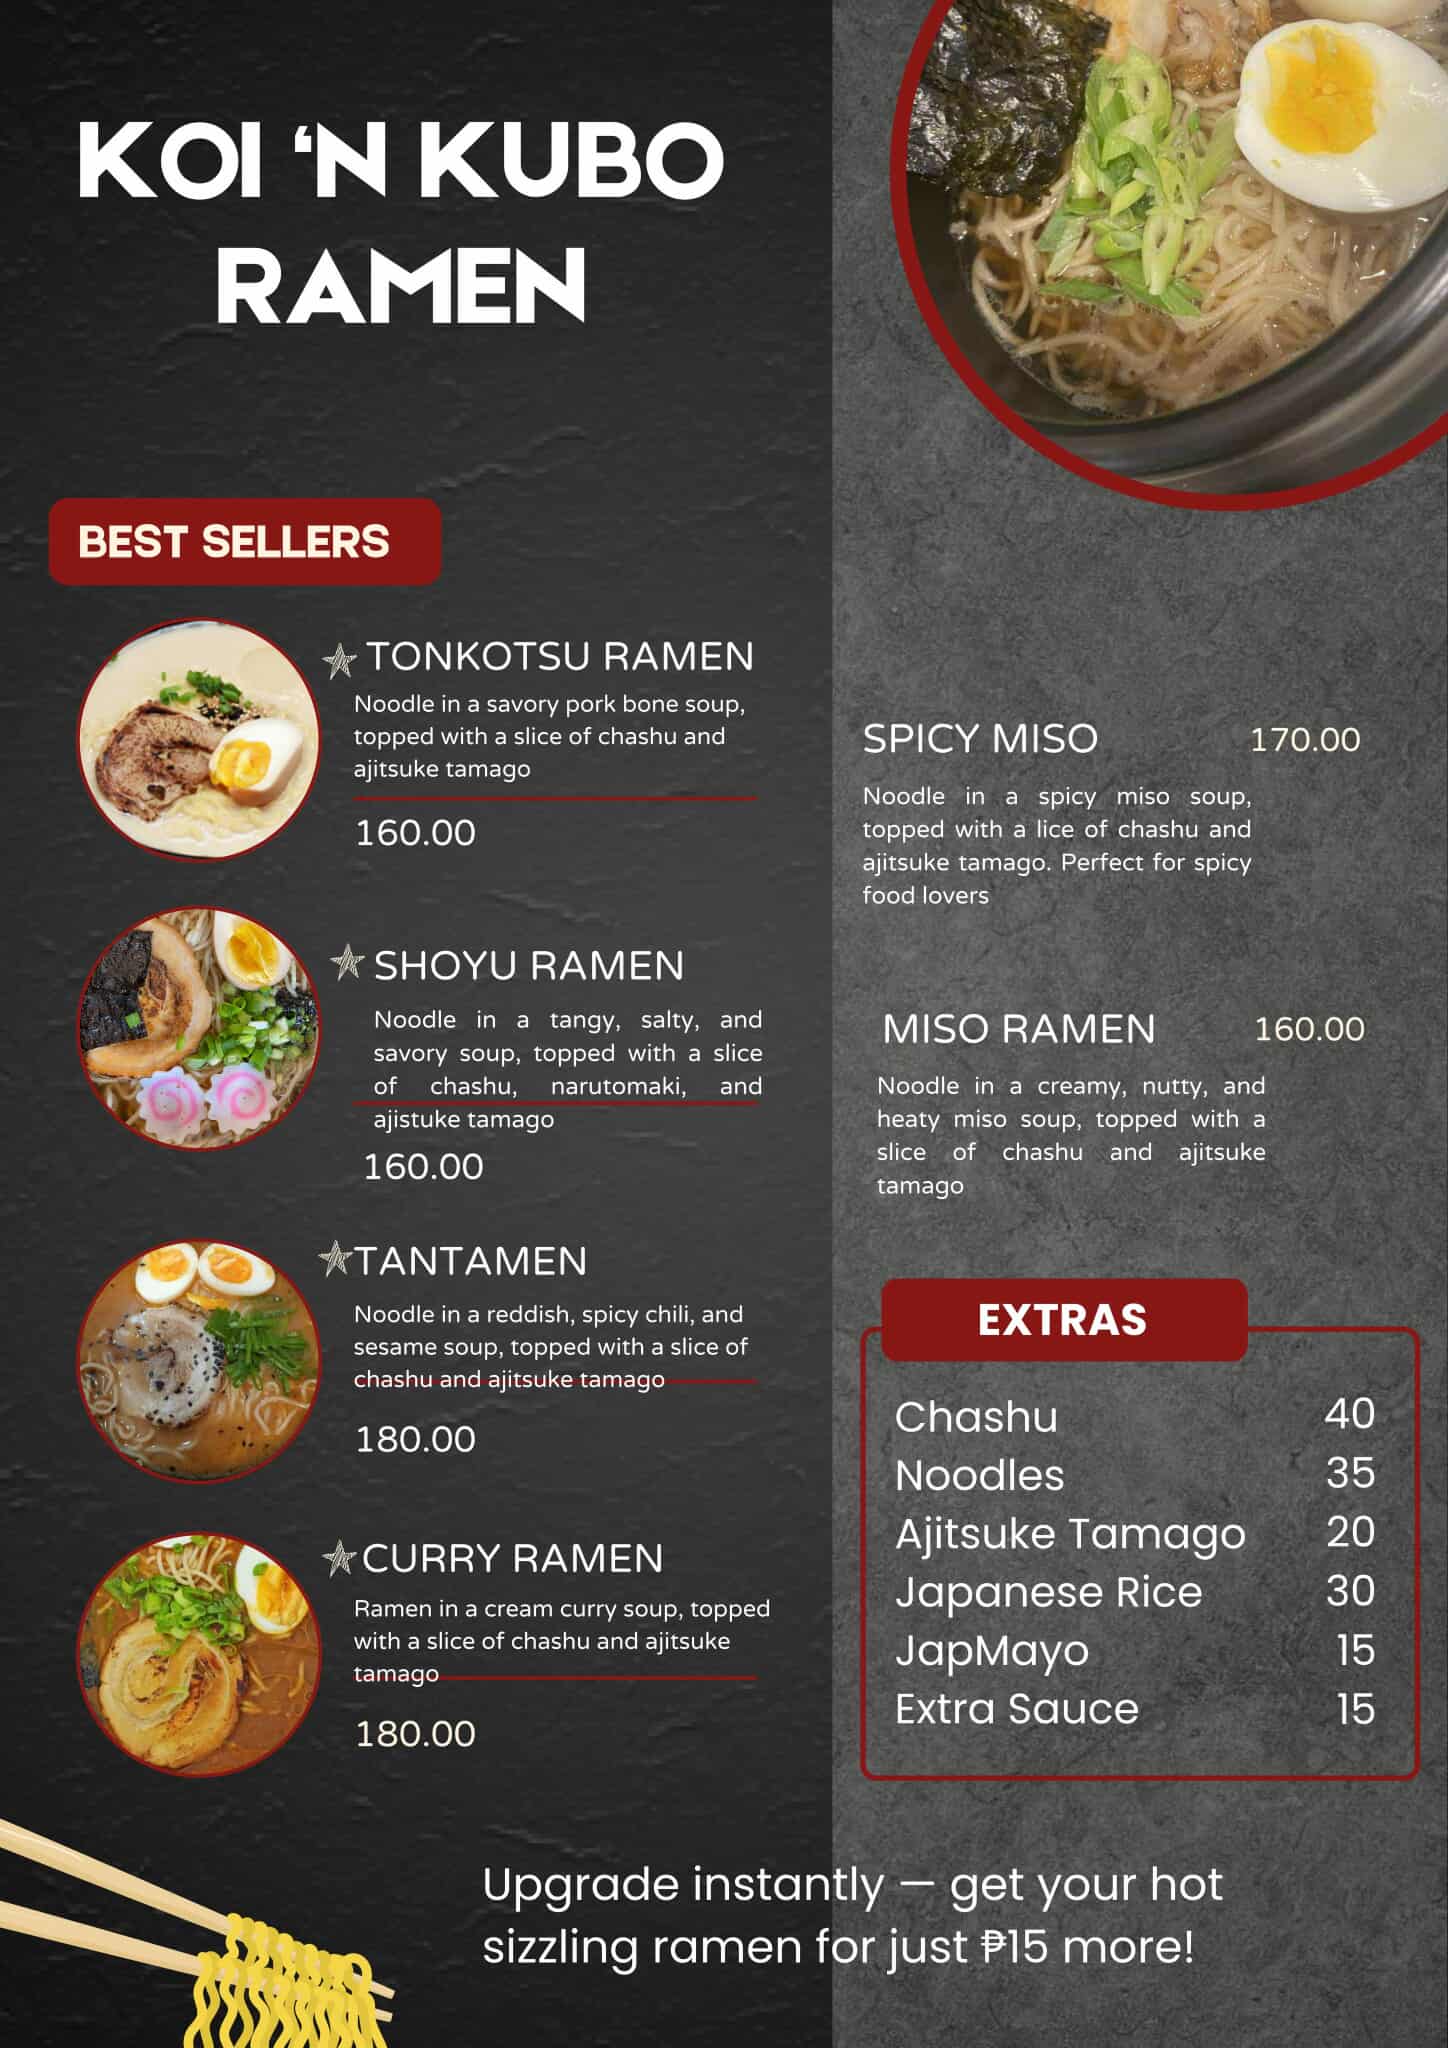 KOI ‘N KUBO
RAMEN
BEST SELLERS
TONKOTSU RAMEN
Noodle in a savory pork bone soup,
topped with a slice of chashu and
ajitsuke tamago
160.00
SHOYU RAMEN
Noodle in a tangy, salty, and
savory soup, topped with a slice
of chashu, narutomaki, and
ajistuke tamago
160.00
TANTAMEN
Noodle in a reddish, spicy chili, and
sesame soup, topped with a slice of
chashu and ajitsuke tamago
180.00
CURRY RAMEN
Ramen in a cream curry soup, topped
with a slice of chashu and ajitsuke
tamago
180.00
SPICY MISO 170.00
Noodle in a spicy miso soup,
topped with a lice of chashu and
ajitsuke tamago. Perfect for spicy
food lovers
MISO RAMEN 160.00
Noodle in a creamy, nutty, and
heaty miso soup, topped with a
slice of chashu and ajitsuke
tamago
EXTRAS
Chashu 40
Noodles 35
Ajitsuke Tamago 20
Japanese Rice 30
JapMayo 15
Extra Sauce 15
Upgrade instantly — get your hot
sizzling ramen for just ₱15 more!